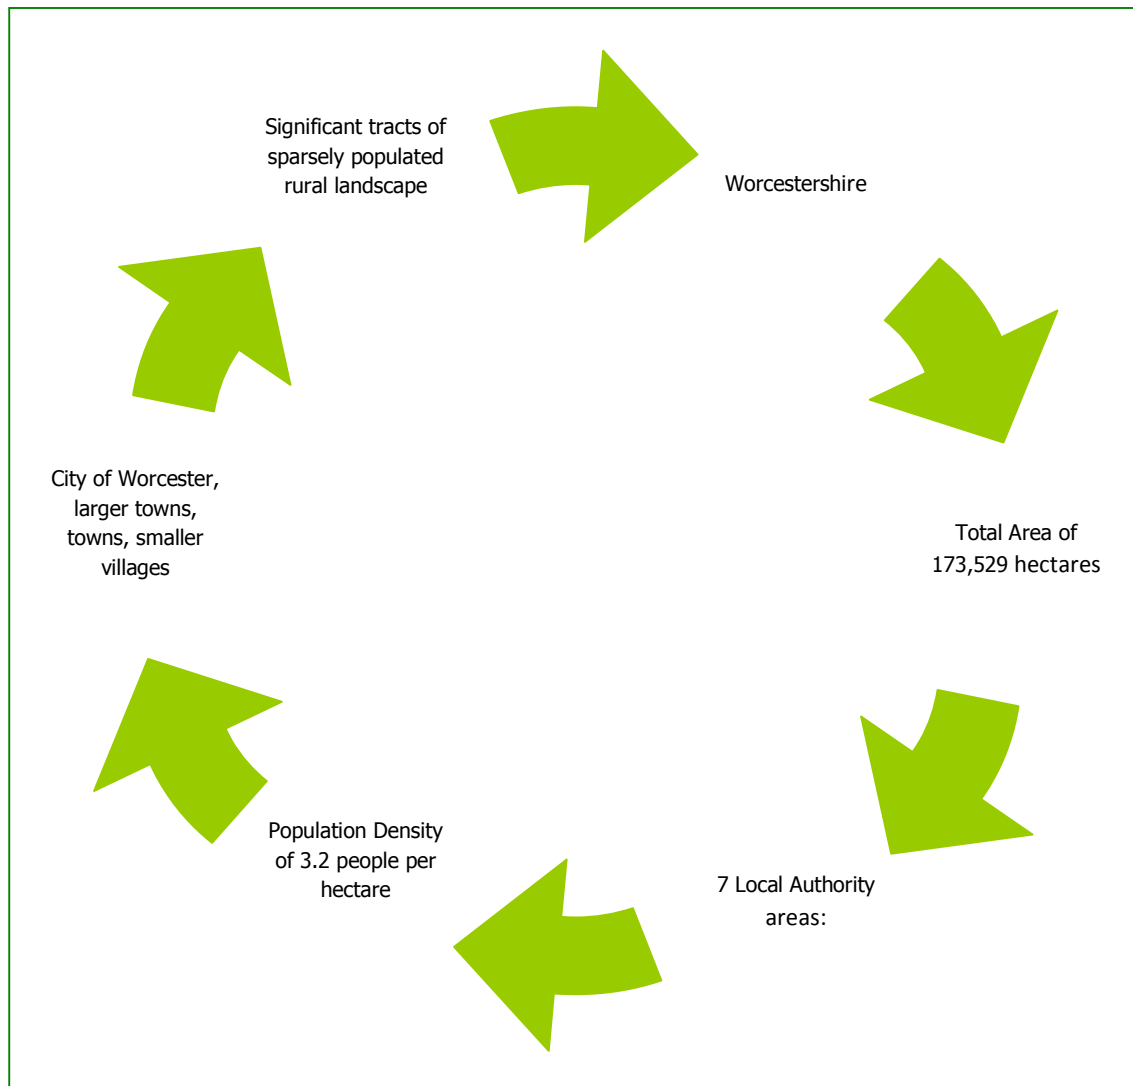 Significant tracts of
sparsely populated
rural landscape
Worcestershire
City of Worcester,
larger towns,
towns, smaller
villages
Total Area of
173,529 hectares
Population Density
of 3.2 people per
hectare
7 Local Authority
areas: